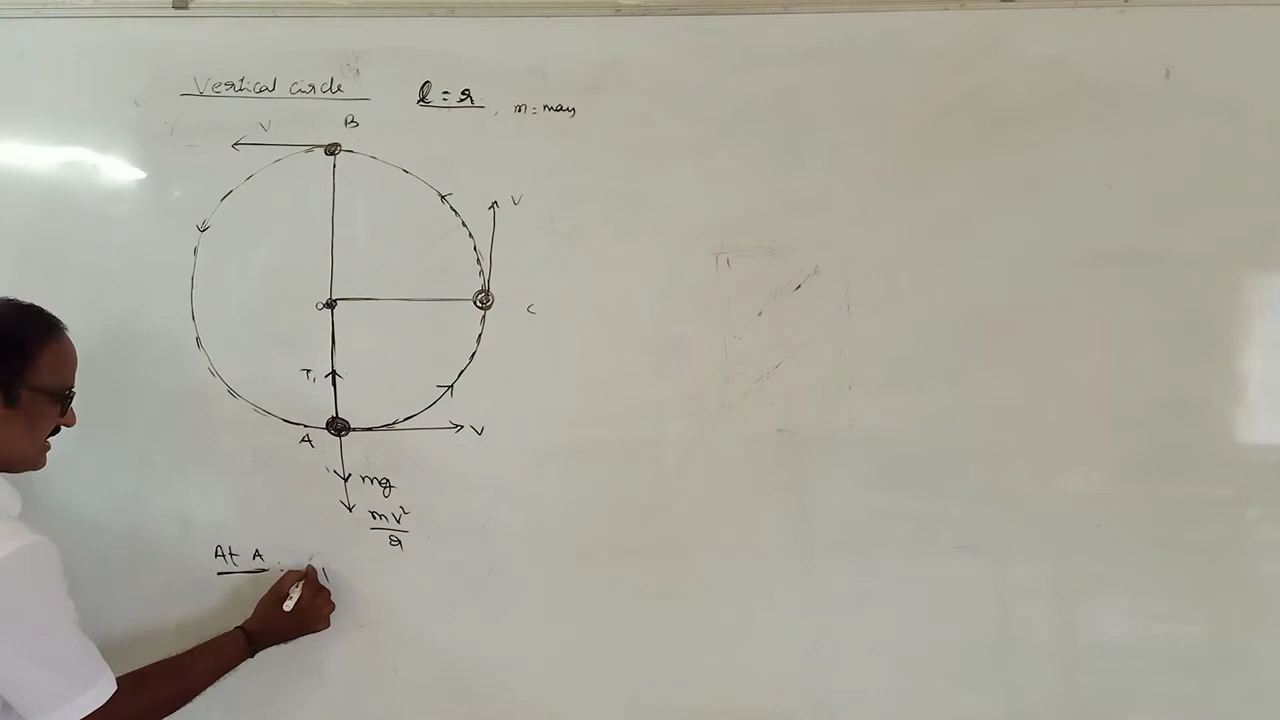 Vertical circle
l = r, m = mass
V
B
V
O
C
T₁
A
V
mg
mV²/r
At A :